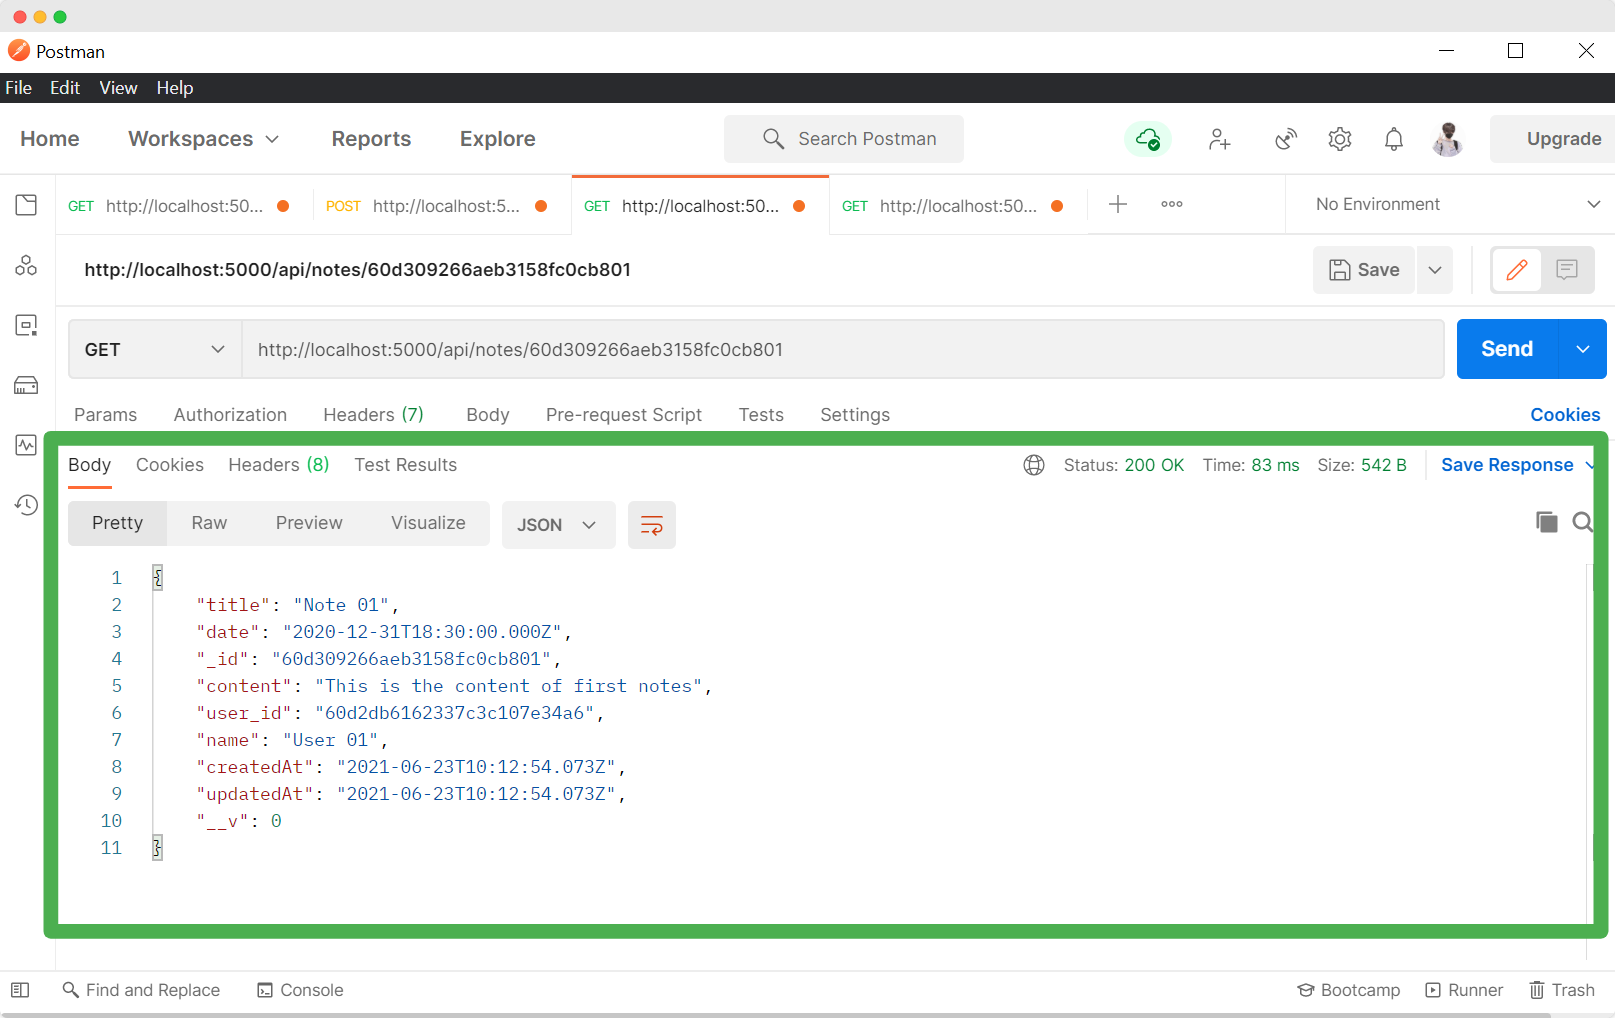 Postman
File Edit View Help
Home Workspaces Reports Explore Search Postman Upgrade
GET http://localhost:50... POST http://localhost:5... GET http://localhost:50... GET http://localhost:50... No Environment
http://localhost:5000/api/notes/60d309266aeb3158fc0cb801 Save
GET http://localhost:5000/api/notes/60d309266aeb3158fc0cb801 Send
Params Authorization Headers (7) Body Pre-request Script Tests Settings Cookies
Body Cookies Headers (8) Test Results Status: 200 OK Time: 83 ms Size: 542 B Save Response
Pretty Raw Preview Visualize JSON
1 {
2 "title": "Note 01",
3 "date": "2020-12-31T18:30:00.000Z",
4 "_id": "60d309266aeb3158fc0cb801",
5 "content": "This is the content of first notes",
6 "user_id": "60d2db6162337c3c107e34a6",
7 "name": "User 01",
8 "createdAt": "2021-06-23T10:12:54.073Z",
9 "updatedAt": "2021-06-23T10:12:54.073Z",
10 "__v": 0
11 }
Find and Replace Console Bootcamp Runner Trash